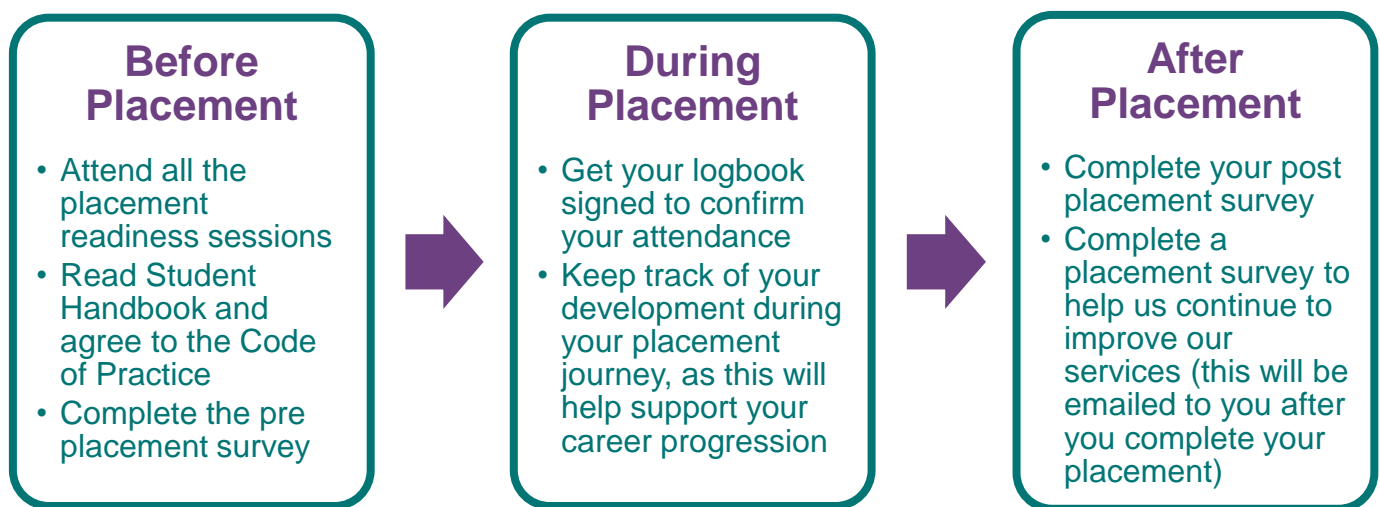 Before
Placement
• Attend all the
placement
readiness sessions
• Read Student
Handbook and
agree to the Code
of Practice
• Complete the pre
placement survey
During
Placement
• Get your logbook
signed to confirm
your attendance
• Keep track of your
development during
your placement
journey, as this will
help support your
career progression
After
Placement
• Complete your post
placement survey
• Complete a
placement survey to
help us continue to
improve our
services (this will be
emailed to you after
you complete your
placement)